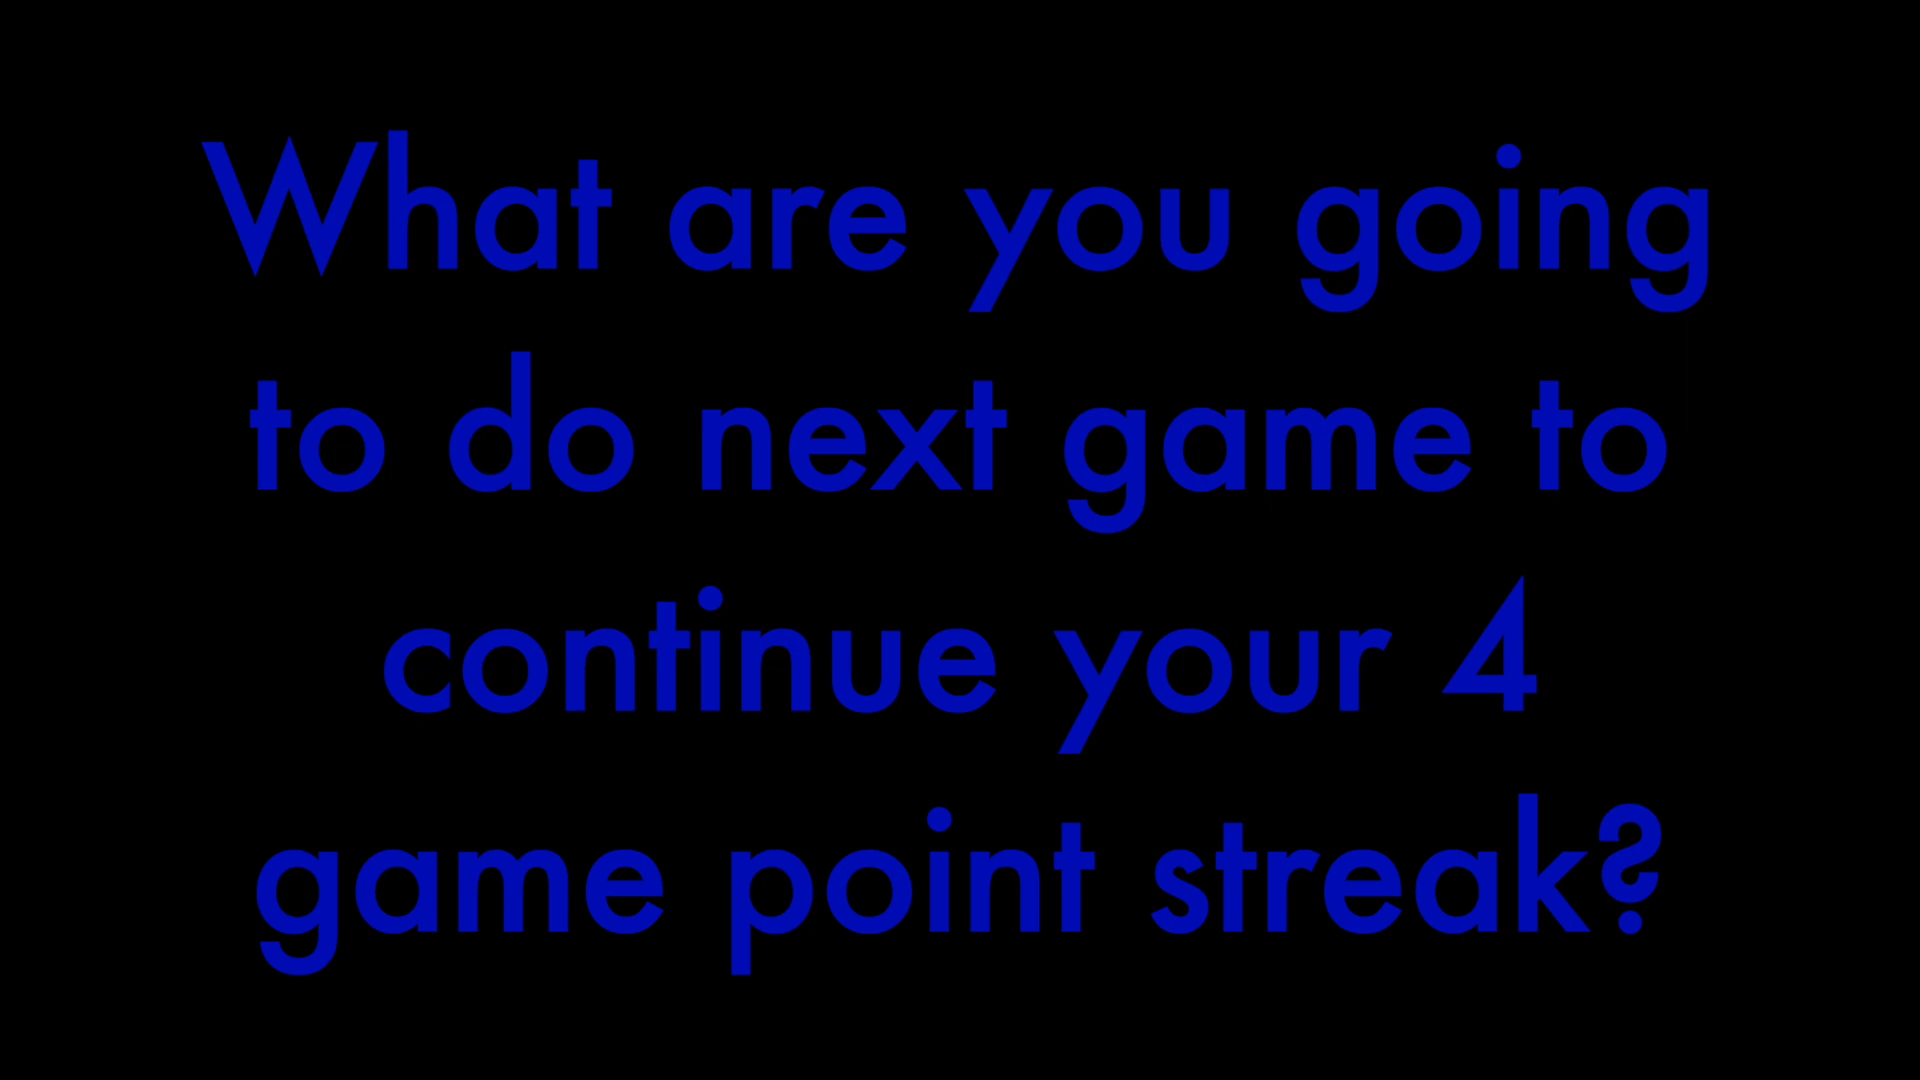 What are you going
to do next game to
continue your 4
game point streak?